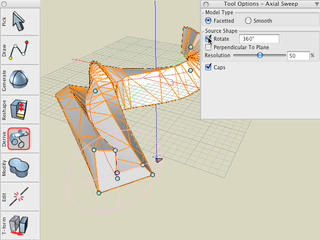 Tool Options - Axial Sweep
Model Type
Facetted Smooth
Source Shape
Rotate 360°
Perpendicular To Plane
Resolution 50 %
Caps
Pick
Draw
Generate
Reshape
Derive
Modify
Edit
T-form